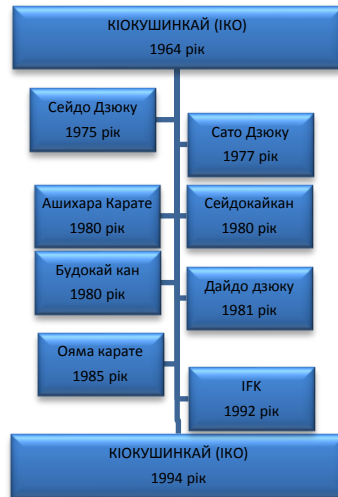 КІОКУШИНКАЙ (ІКО)
1964 рік
Сейдо Дзюку
1975 рік
Сато Дзюку
1977 рік
Ашихара Карате
1980 рік
Сейдокайкан
1980 рік
Будокай кан
1980 рік
Дайдо дзюку
1981 рік
Ояма карате
1985 рік
IFK
1992 рік
КІОКУШИНКАЙ (ІКО)
1994 рік